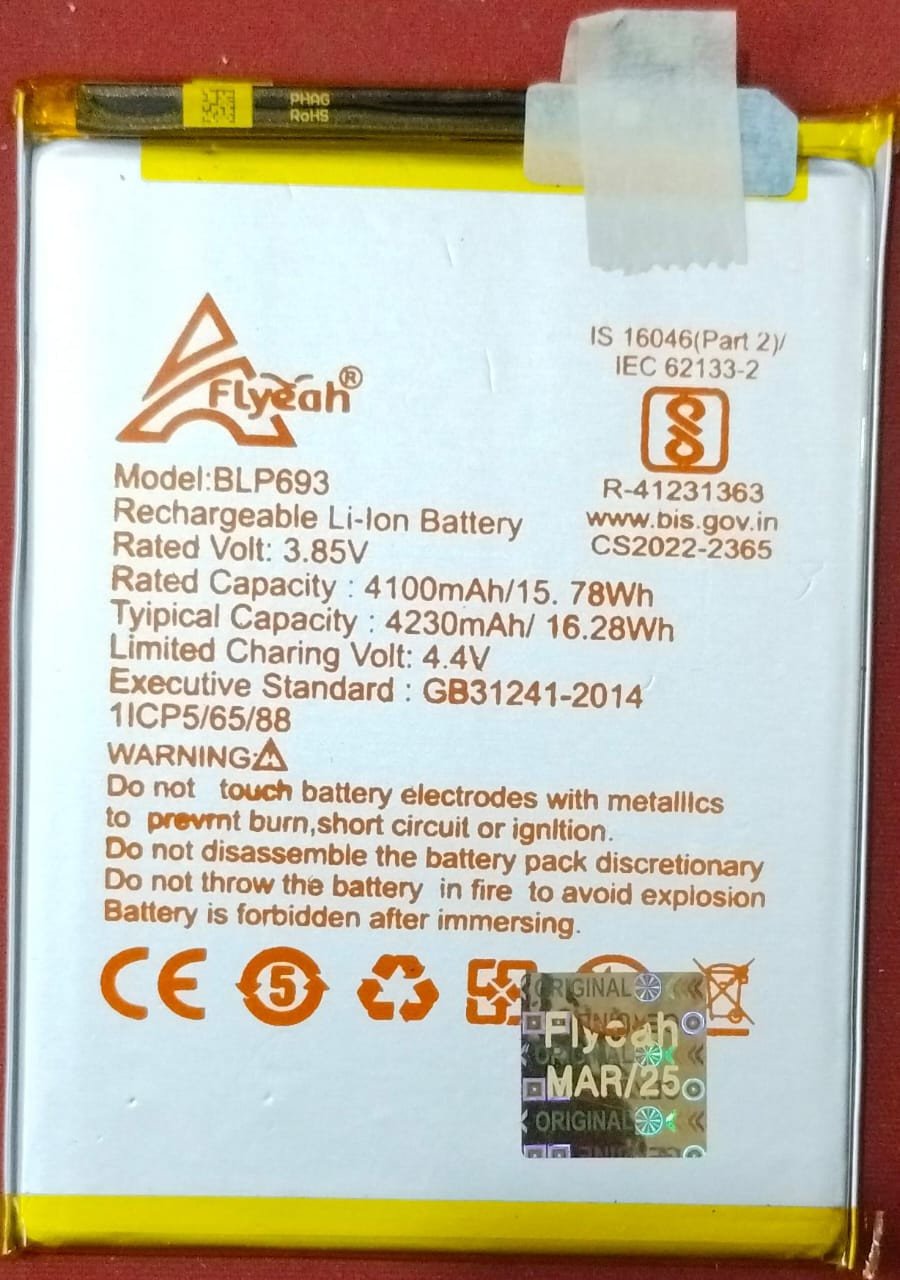 PHAG
RoHS
Flyeah®
IS 16046(Part 2)/
IEC 62133-2
R-41231363
www.bis.gov.in
CS2022-2365
Model:BLP693
Rechargeable Li-Ion Battery
Rated Volt: 3.85V
Rated Capacity : 4100mAh/15. 78Wh
Tyipical Capacity : 4230mAh/ 16.28Wh
Limited Charing Volt: 4.4V
Executive Standard : GB31241-2014
1ICP5/65/88
WARNING:
Do not touch battery electrodes with metalllcs
to prevrnt burn,short circuit or ignltion.
Do not disassemble the battery pack discretionary
Do not throw the battery in fire to avoid explosion
Battery is forbidden after immersing.
CE
5
ORIGINAL
GENUINE
Flyeah
ORIGINAL
MAR/25
ORIGINAL
GENUINE